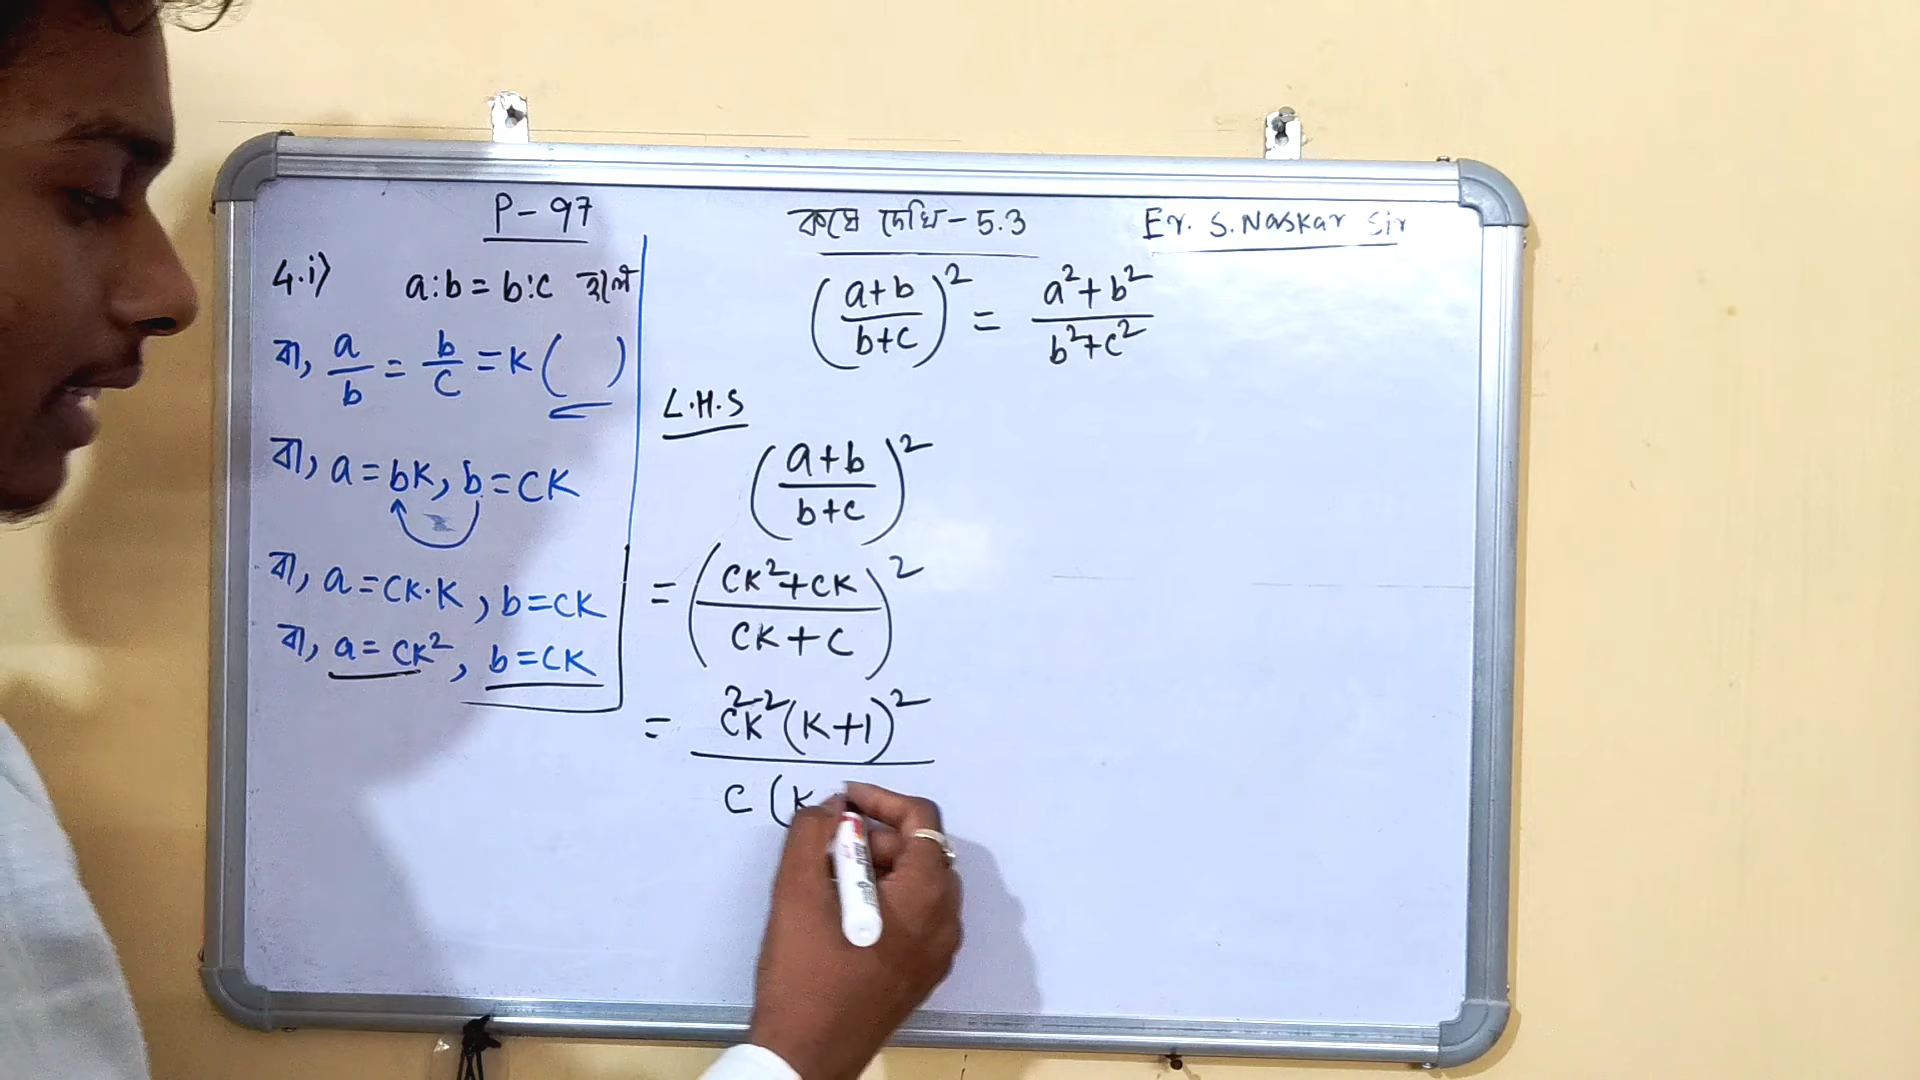 P-97
কষে দেখি-5.3
Er. S. Naskar Sir
4.i) a:b = b:c হলে
বা, a/b = b/c = K ( )
বা, a = bK, b = CK
বা, a = CK·K, b = CK
বা, a = CK², b = CK
((a+b)/(b+c))² = (a²+b²)/(b²+c²)
L.H.S
((a+b)/(b+c))²
= ((CK²+CK)/(CK+C))²
= C²K²(K+1)²
C(K